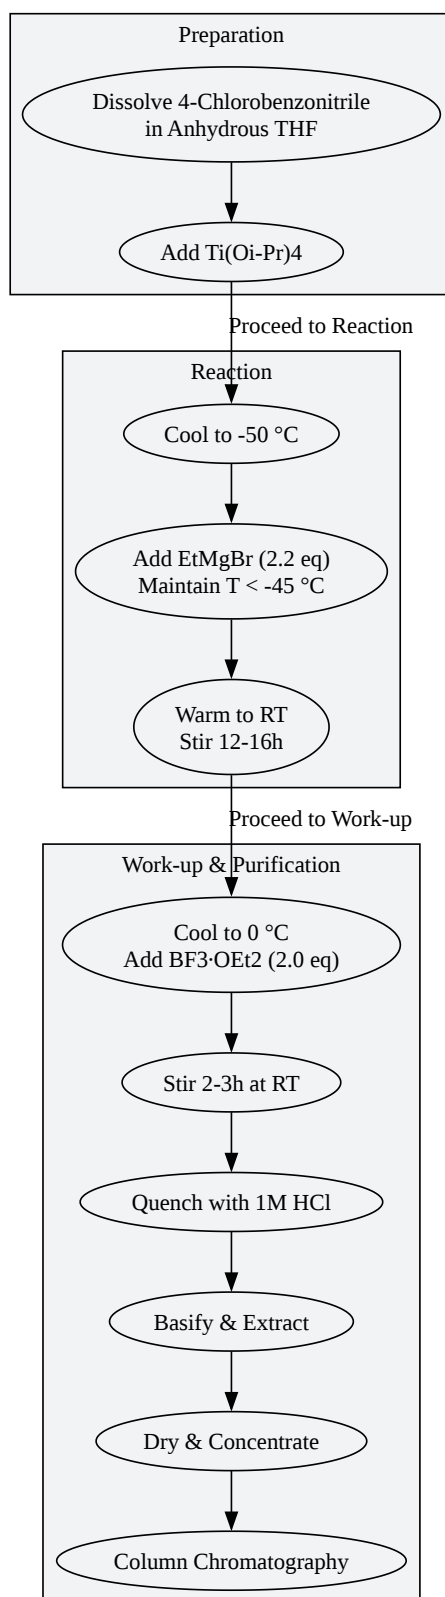 Preparation
Dissolve 4-Chlorobenzonitrile
in Anhydrous THF
Add Ti(Oi-Pr)4
Proceed to Reaction
Reaction
Cool to -50 °C
Add EtMgBr (2.2 eq)
Maintain T < -45 °C
Warm to RT
Stir 12-16h
Proceed to Work-up
Work-up & Purification
Cool to 0 °C
Add BF3·OEt2 (2.0 eq)
Stir 2-3h at RT
Quench with 1M HCl
Basify & Extract
Dry & Concentrate
Column Chromatography